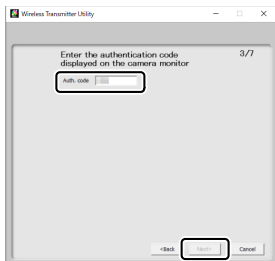 Wireless Transmitter Utility
Enter the authentication code
displayed on the camera monitor
3/7
Auth. code
<Back
Next>
Cancel